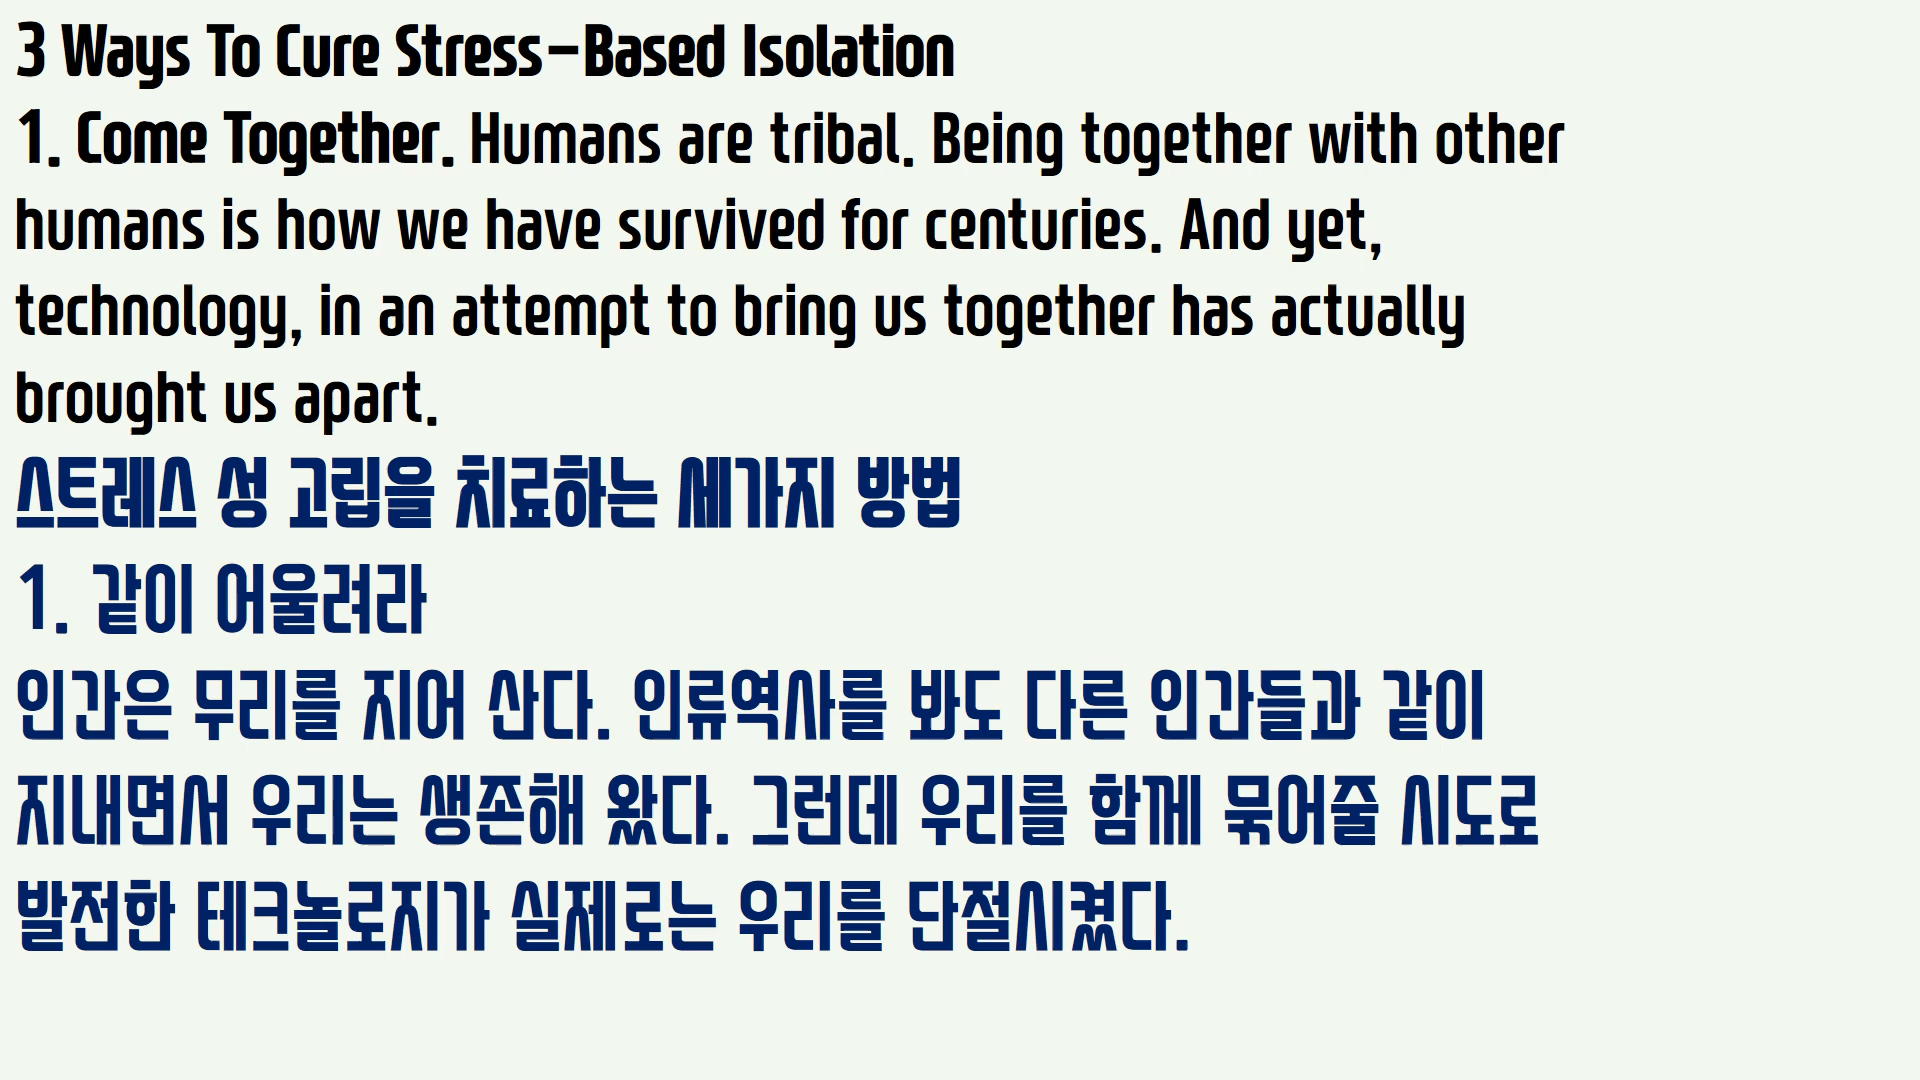 3 Ways To Cure Stress-Based Isolation
1. Come Together. Humans are tribal. Being together with other
humans is how we have survived for centuries. And yet,
technology, in an attempt to bring us together has actually
brought us apart.
스트레스 성 고립을 치료하는 세가지 방법
1. 같이 어울려라
인간은 무리를 지어 산다. 인류역사를 봐도 다른 인간들과 같이
지내면서 우리는 생존해 왔다. 그런데 우리를 함께 묶어줄 시도로
발전한 테크놀로지가 실제로는 우리를 단절시켰다.